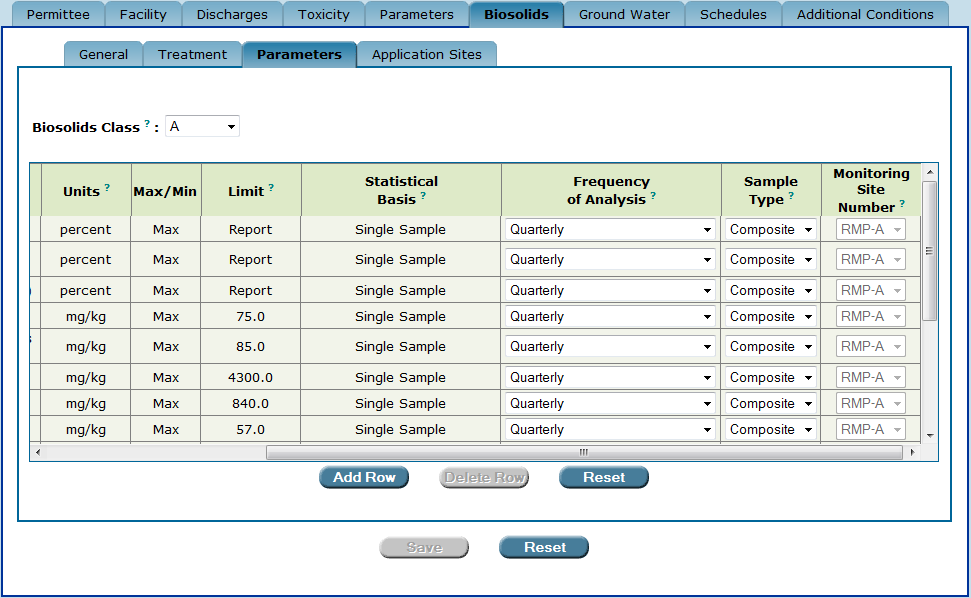 Permittee Facility Discharges Toxicity Parameters Biosolids Ground Water Schedules Additional Conditions
General Treatment Parameters Application Sites
Biosolids Class ? : A
Units ? Max/Min Limit ? Statistical Basis ? Frequency of Analysis ? Sample Type ? Monitoring Site Number ?
percent Max Report Single Sample Quarterly Composite RMP-A
percent Max Report Single Sample Quarterly Composite RMP-A
percent Max Report Single Sample Quarterly Composite RMP-A
mg/kg Max 75.0 Single Sample Quarterly Composite RMP-A
mg/kg Max 85.0 Single Sample Quarterly Composite RMP-A
mg/kg Max 4300.0 Single Sample Quarterly Composite RMP-A
mg/kg Max 840.0 Single Sample Quarterly Composite RMP-A
mg/kg Max 57.0 Single Sample Quarterly Composite RMP-A
Add Row Delete Row Reset
Save Reset